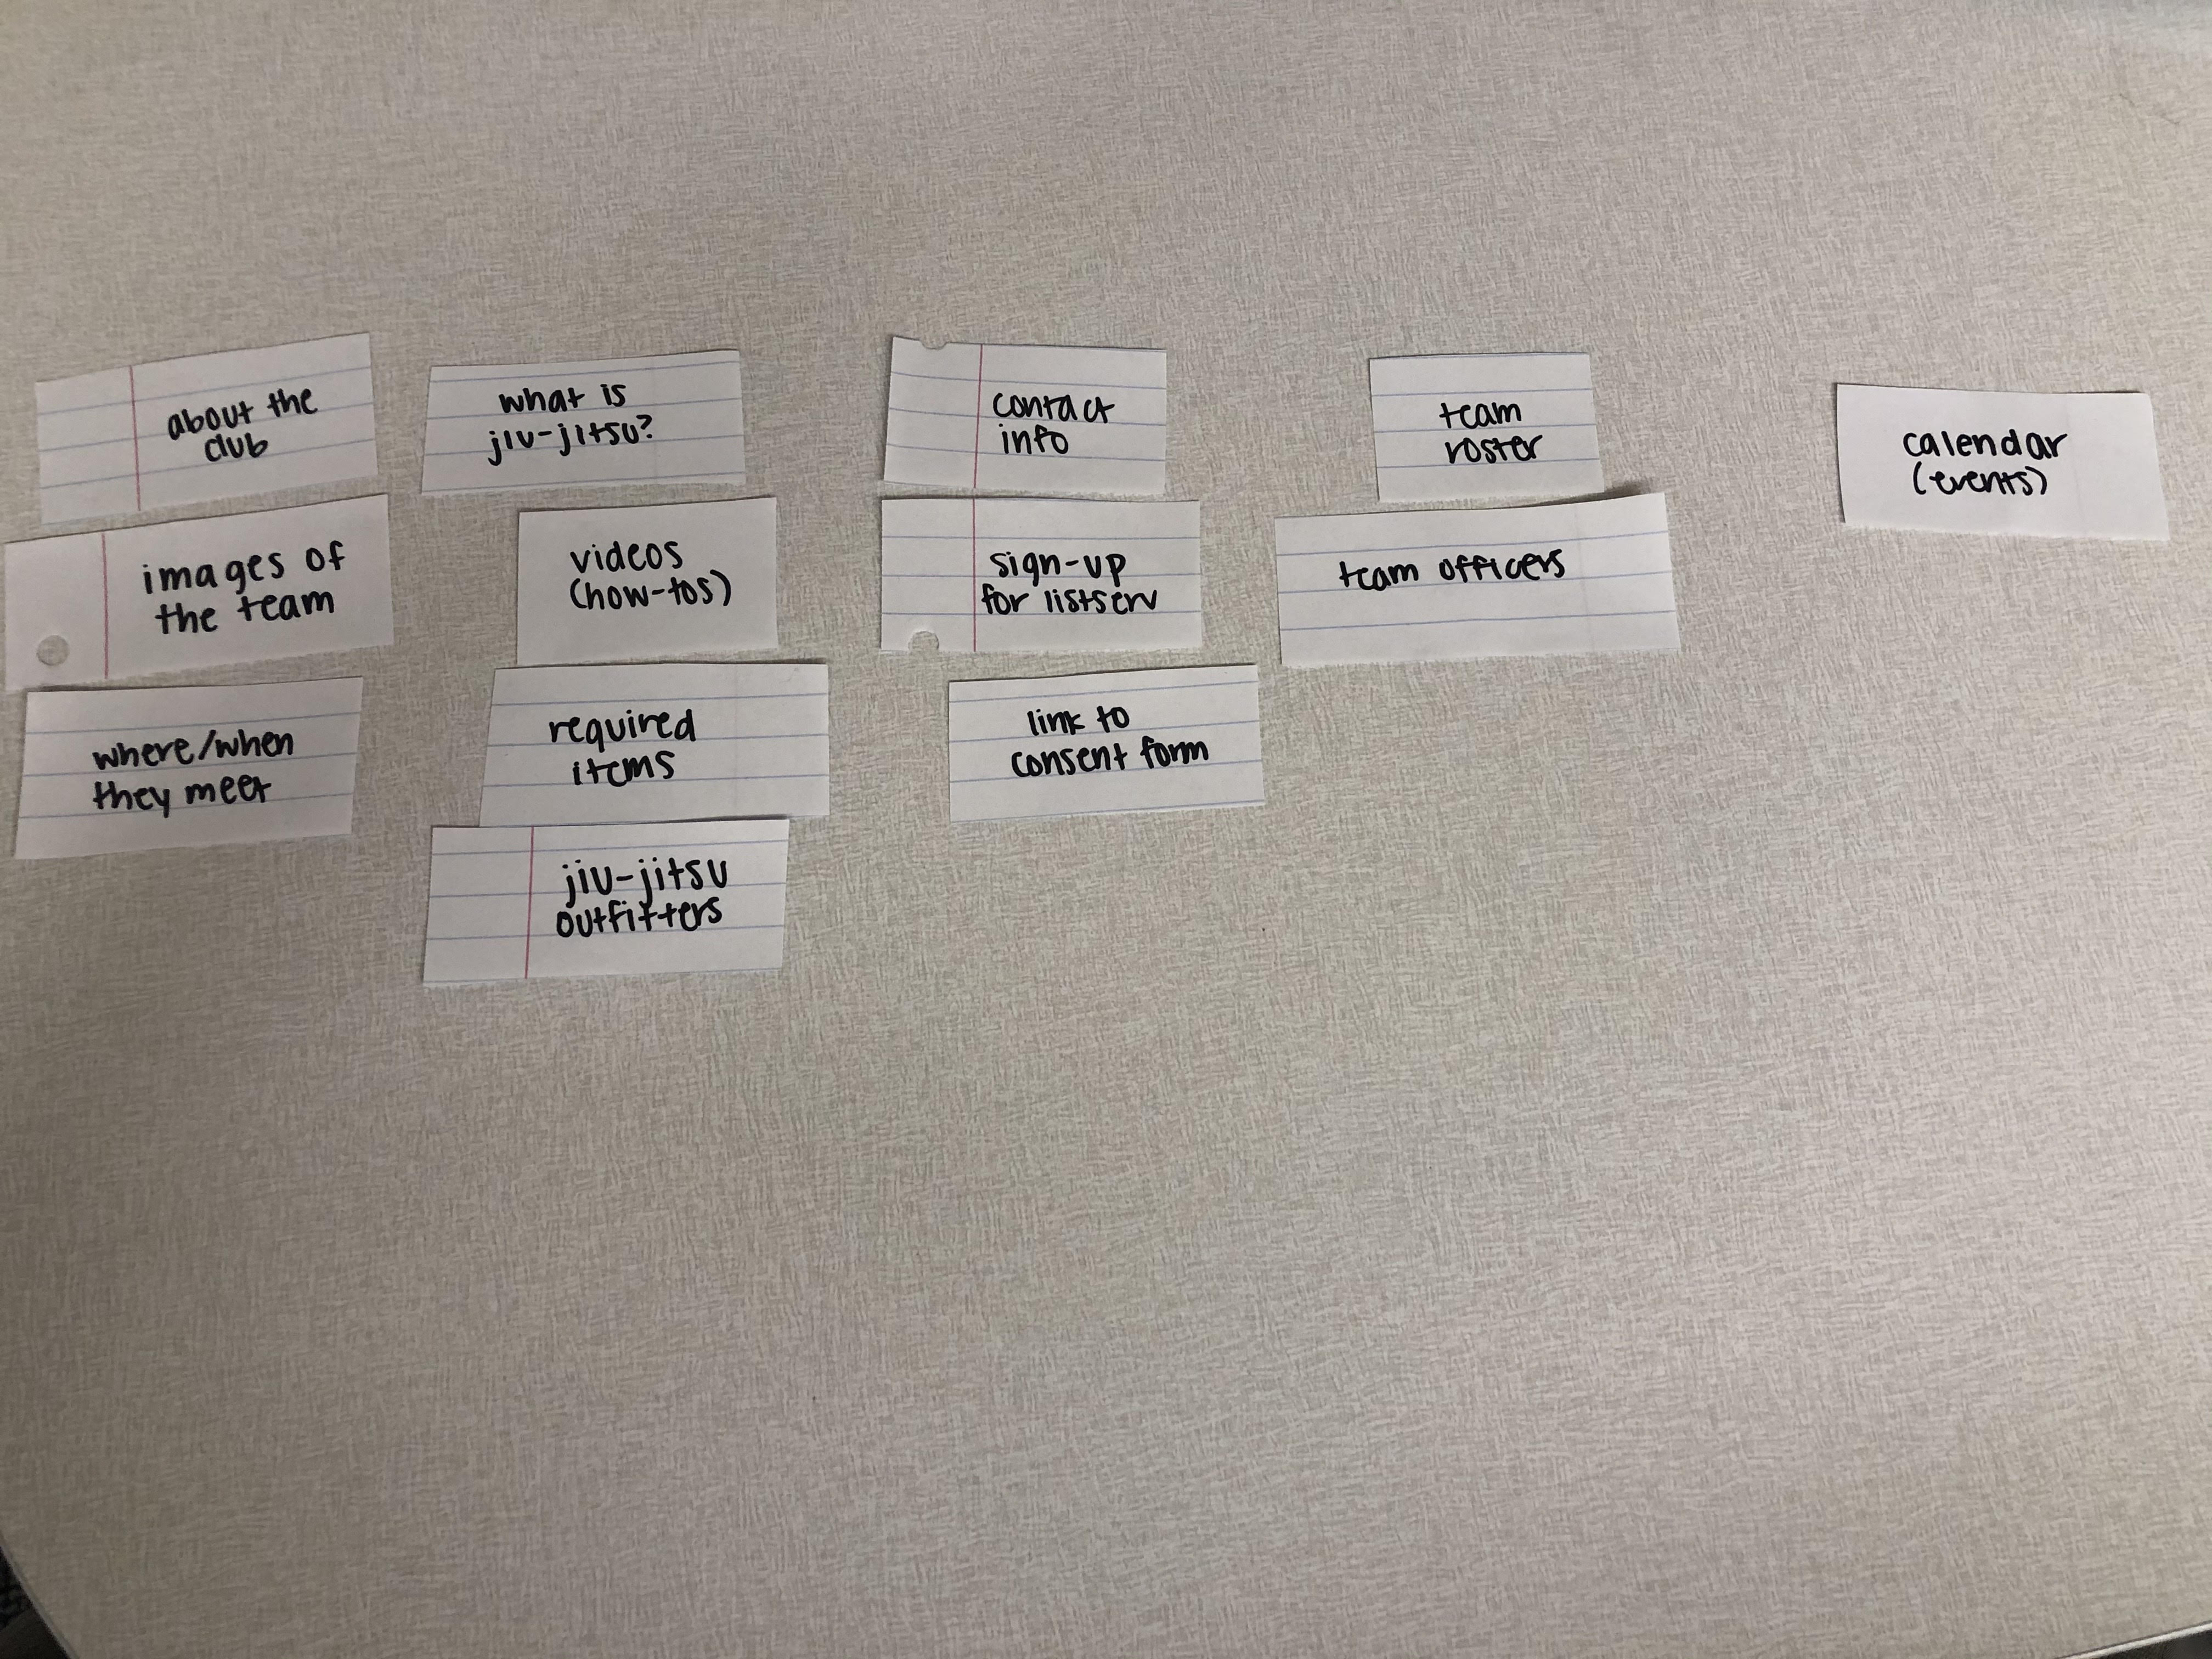 about the
club
images of
the team
where/when
they meet
what is
jiu-jitsu?
videos
(how-tos)
required
items
jiu-jitsu
outfitters
contact
info
sign-up
for listserv
link to
consent form
team
roster
team officers
calendar
(events)